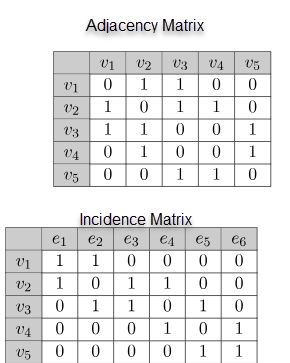 Adjacency Matrix
v1 v2 v3 v4 v5
v1 0 1 1 0 0
v2 1 0 1 1 0
v3 1 1 0 0 1
v4 0 1 0 0 1
v5 0 0 1 1 0
Incidence Matrix
e1 e2 e3 e4 e5 e6
v1 1 1 0 0 0 0
v2 1 0 1 1 0 0
v3 0 1 1 0 1 0
v4 0 0 0 1 0 1
v5 0 0 0 0 1 1